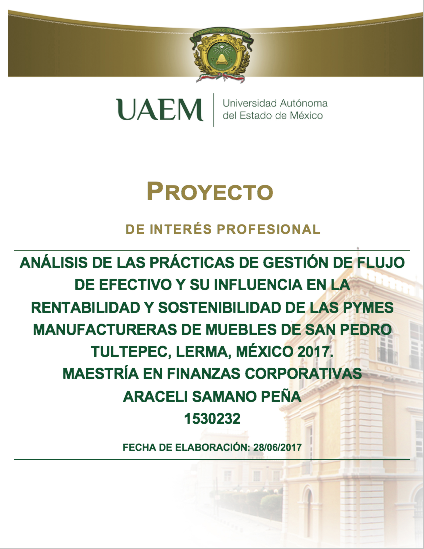 UAEM
Universidad Autónoma
del Estado de México
PROYECTO
DE INTERÉS PROFESIONAL
ANÁLISIS DE LAS PRÁCTICAS DE GESTIÓN DE FLUJO
DE EFECTIVO Y SU INFLUENCIA EN LA
RENTABILIDAD Y SOSTENIBILIDAD DE LAS PYMES
MANUFACTURERAS DE MUEBLES DE SAN PEDRO
TULTEPEC, LERMA, MÉXICO 2017.
MAESTRÍA EN FINANZAS CORPORATIVAS
ARACELI SAMANO PEÑA
1530232
FECHA DE ELABORACIÓN: 28/06/2017